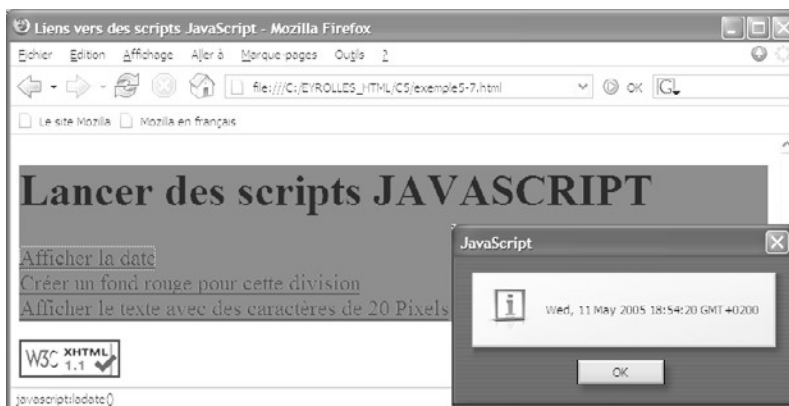 Liens vers des scripts JavaScript - Mozilla Firefox
Fichier Edition Affichage Aller à Marque-pages Outils ?
file:///C:/EYROLLES_HTML/C5/exemple5-7.html OK G
Le site Mozilla Mozilla en français
Lancer des scripts JAVASCRIPT
Afficher la date
Créer un fond rouge pour cette division
Afficher le texte avec des caractères de 20 Pixels
JavaScript
Wed, 11 May 2005 18:54:20 GMT+0200
OK
W3C XHTML 1.1
javascript:ladate()